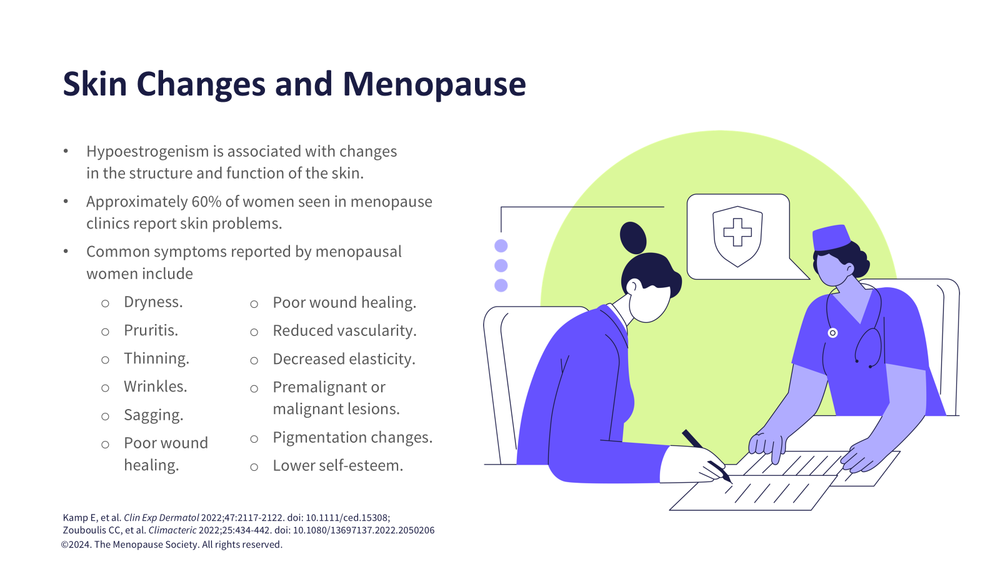 Skin Changes and Menopause
• Hypoestrogenism is associated with changes
in the structure and function of the skin.
• Approximately 60% of women seen in menopause
clinics report skin problems.
• Common symptoms reported by menopausal
women include
○ Dryness.
○ Pruritis.
○ Thinning.
○ Wrinkles.
○ Sagging.
○ Poor wound
healing.
○ Poor wound healing.
○ Reduced vascularity.
○ Decreased elasticity.
○ Premalignant or
malignant lesions.
○ Pigmentation changes.
○ Lower self-esteem.
Kamp E, et al. Clin Exp Dermatol 2022;47:2117-2122. doi: 10.1111/ced.15308;
Zouboulis CC, et al. Climacteric 2022;25:434-442. doi: 10.1080/13697137.2022.2050206
©2024. The Menopause Society. All rights reserved.